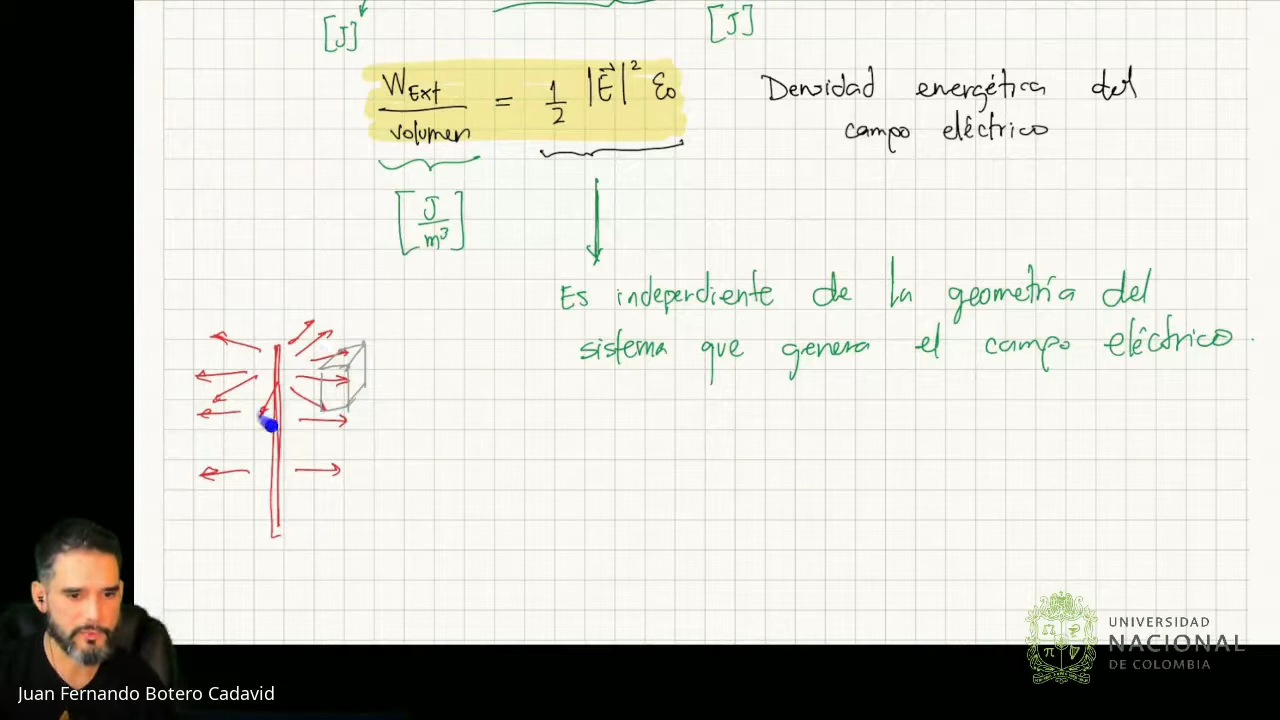 [J]
[J]
W_Ext / volumen = 1/2 |E⃗|² ε₀
Densidad energética del
campo eléctrico
[J/m³]
Es independiente de la geometría del
sistema que genera el campo eléctrico.
UNIVERSIDAD
NACIONAL
DE COLOMBIA
Juan Fernando Botero Cadavid